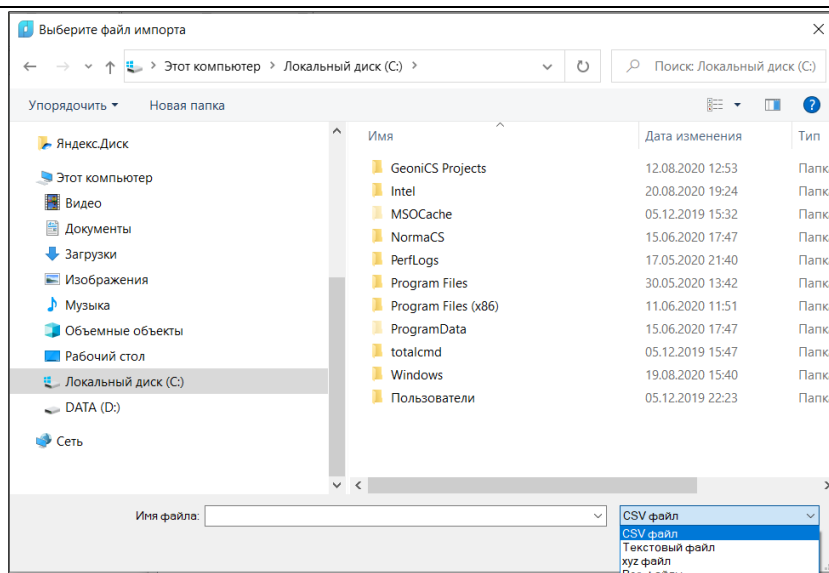 Выберите файл импорта
Этот компьютер > Локальный диск (C:) >
Поиск: Локальный диск (C:)
Упорядочить
Новая папка
Яндекс.Диск
Этот компьютер
Видео
Документы
Загрузки
Изображения
Музыка
Объемные объекты
Рабочий стол
Локальный диск (C:)
DATA (D:)
Сеть
Имя Дата изменения Тип
GeoniCS Projects 12.08.2020 12:53 Папк
Intel 20.08.2020 19:24 Папк
MSOCache 05.12.2019 15:32 Папк
NormaCS 15.06.2020 17:47 Папк
PerfLogs 17.05.2020 21:40 Папк
Program Files 30.05.2020 13:42 Папк
Program Files (x86) 11.06.2020 11:51 Папк
ProgramData 15.06.2020 17:47 Папк
totalcmd 05.12.2019 15:47 Папк
Windows 19.08.2020 15:40 Папк
Пользователи 05.12.2019 22:23 Папк
Имя файла:
CSV файл
CSV файл
Текстовый файл
xyz файл